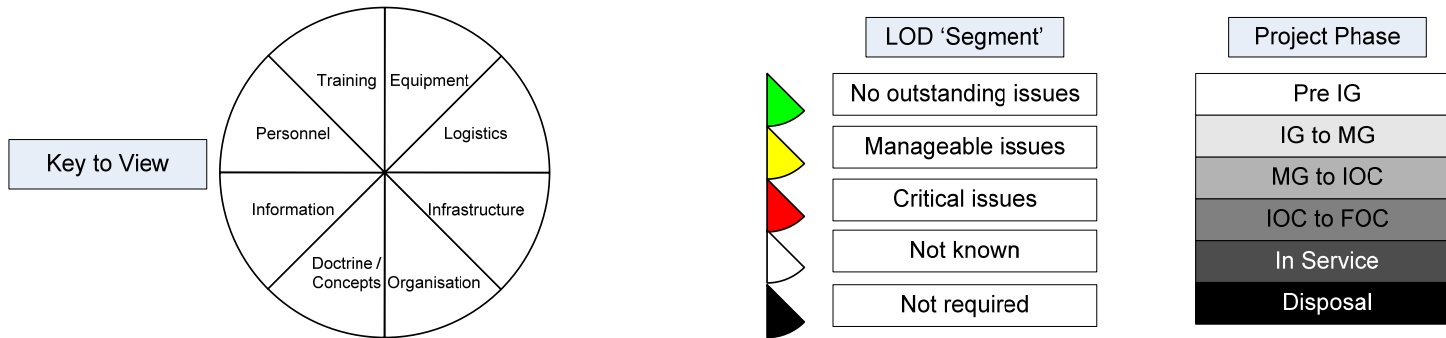 Key to View
Training
Equipment
Personnel
Logistics
Information
Infrastructure
Doctrine /
Concepts
Organisation
LOD ‘Segment’
No outstanding issues
Manageable issues
Critical issues
Not known
Not required
Project Phase
Pre IG
IG to MG
MG to IOC
IOC to FOC
In Service
Disposal